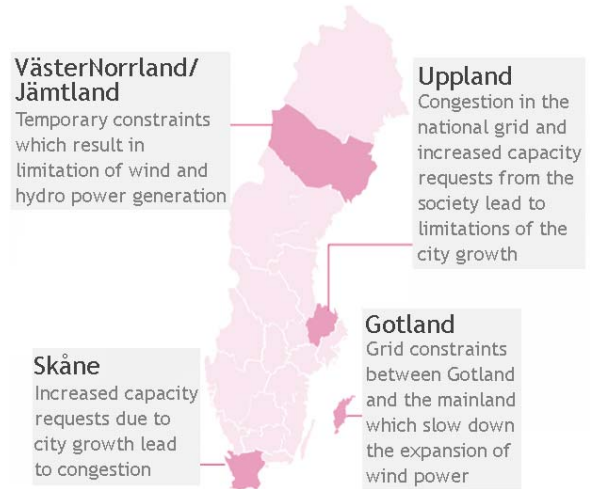 VästerNorrland/
Jämtland
Temporary constraints
which result in
limitation of wind and
hydro power generation
Uppland
Congestion in the
national grid and
increased capacity
requests from the
society lead to
limitations of the
city growth
Gotland
Grid constraints
between Gotland
and the mainland
which slow down
the expansion of
wind power
Skåne
Increased capacity
requests due to
city growth lead
to congestion